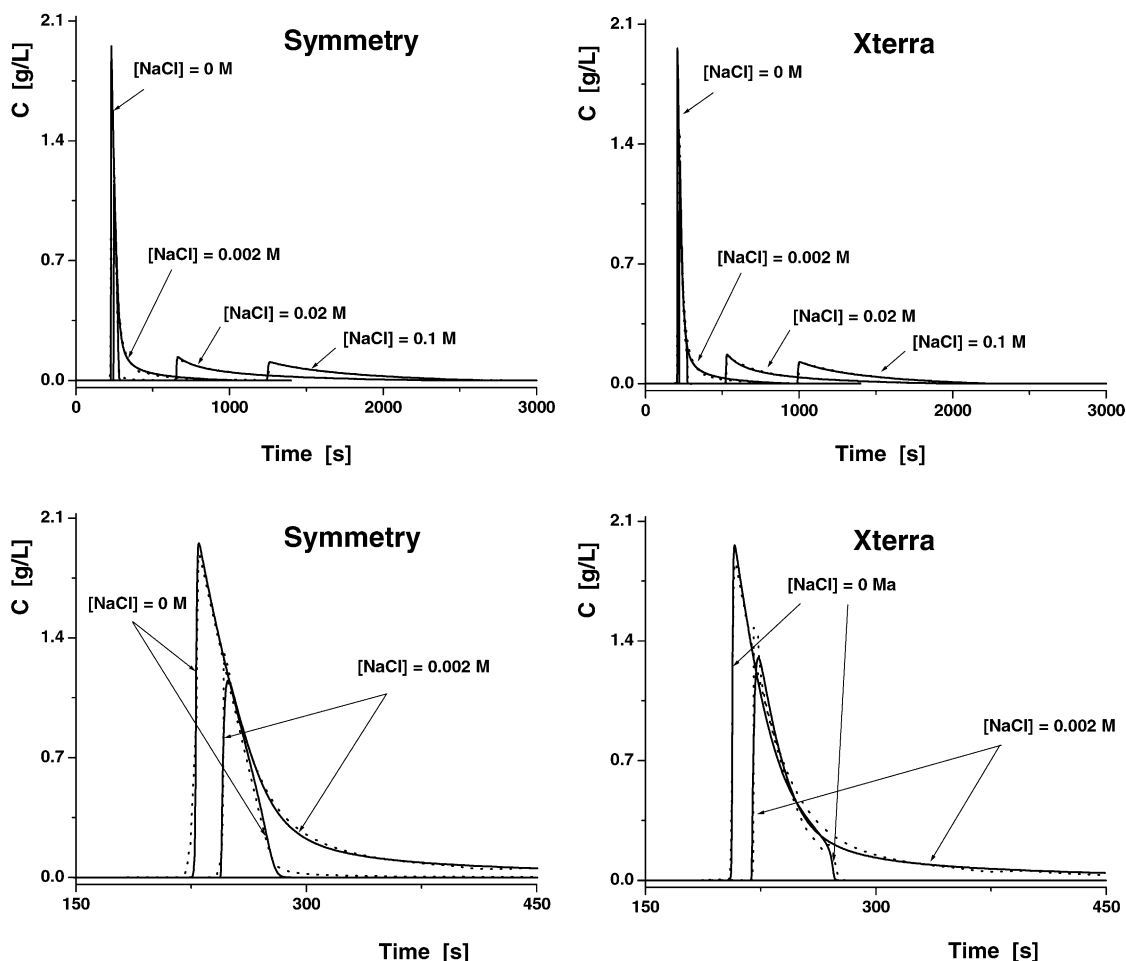 Symmetry
C [g/L]
2.1
1.4
0.7
0.0
[NaCl] = 0 M
[NaCl] = 0.002 M
[NaCl] = 0.02 M
[NaCl] = 0.1 M
0 1000 2000 3000
Time [s]
Xterra
C [g/L]
2.1
1.4
0.7
0.0
[NaCl] = 0 M
[NaCl] = 0.002 M
[NaCl] = 0.02 M
[NaCl] = 0.1 M
0 1000 2000 3000
Time [s]
Symmetry
C [g/L]
2.1
1.4
0.7
0.0
[NaCl] = 0 M
[NaCl] = 0.002 M
150 300 450
Time [s]
Xterra
C [g/L]
2.1
1.4
0.7
0.0
[NaCl] = 0 Ma
[NaCl] = 0.002 M
150 300 450
Time [s]